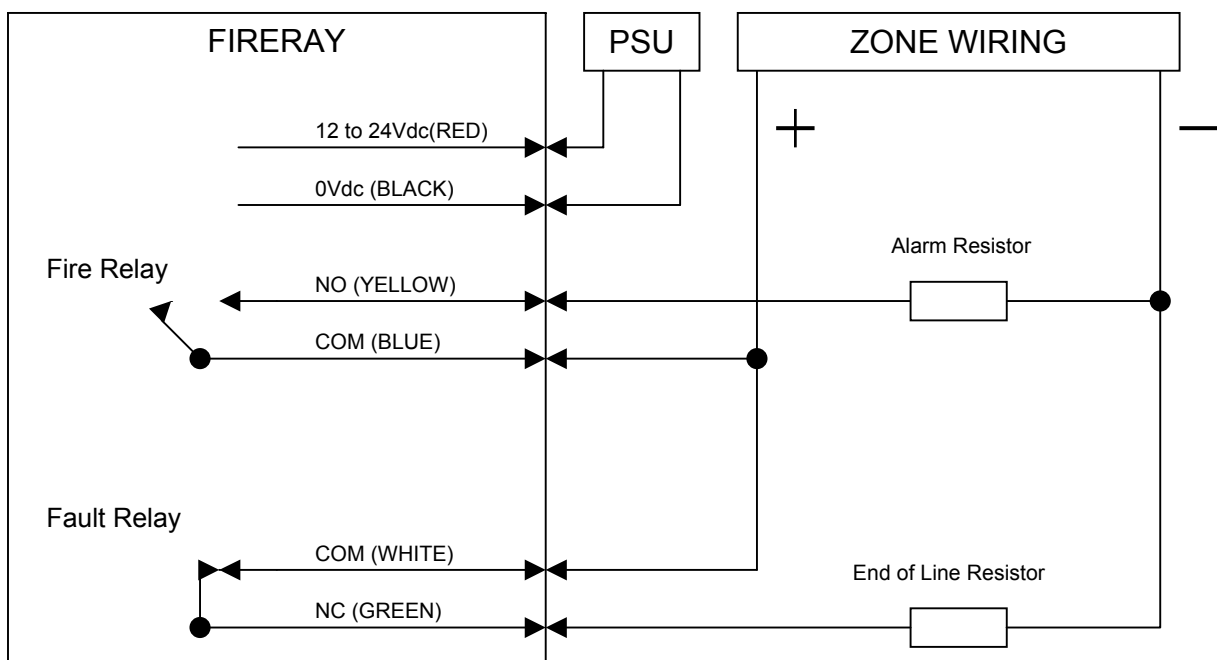 FIRERAY
PSU
ZONE WIRING
12 to 24Vdc(RED)
+
—
0Vdc (BLACK)
Alarm Resistor
Fire Relay
NO (YELLOW)
COM (BLUE)
Fault Relay
COM (WHITE)
End of Line Resistor
NC (GREEN)